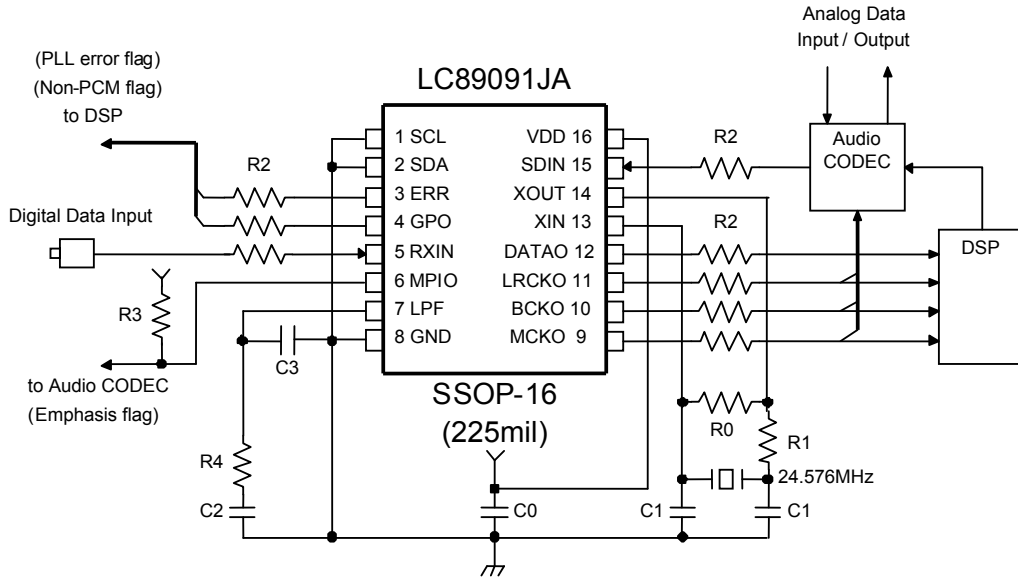 Analog Data
Input / Output
(PLL error flag)
(Non-PCM flag)
to DSP
LC89091JA
1 SCL
2 SDA
3 ERR
4 GPO
5 RXIN
6 MPIO
7 LPF
8 GND
VDD 16
SDIN 15
XOUT 14
XIN 13
DATAO 12
LRCKO 11
BCKO 10
MCKO 9
R2
R2
R2
Audio
CODEC
DSP
Digital Data Input
R3
C3
to Audio CODEC
(Emphasis flag)
SSOP-16
(225mil)
R4
C2
C0
R0
R1
24.576MHz
C1
C1